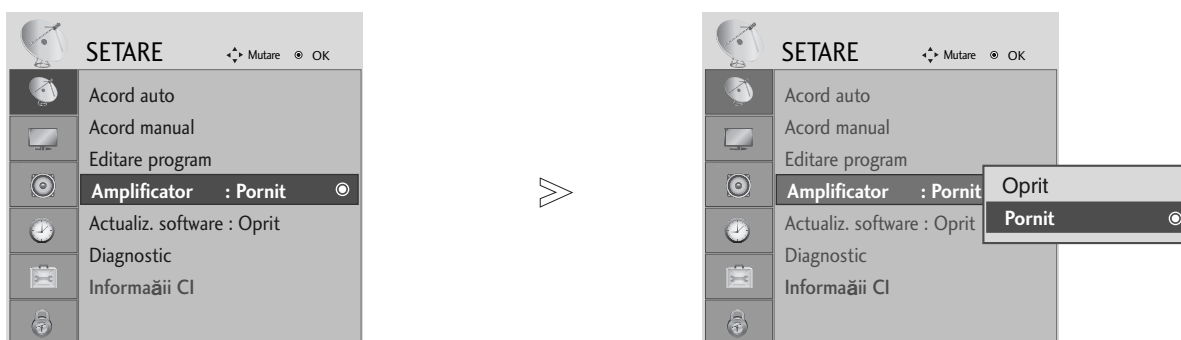 SETARE Mutare OK
Acord auto
Acord manual
Editare program
Amplificator : Pornit
Actualiz. software : Oprit
Diagnostic
Informaăii CI
SETARE Mutare OK
Acord auto
Acord manual
Editare program
Amplificator : Pornit
Actualiz. software : Oprit
Diagnostic
Informaăii CI
Oprit
Pornit